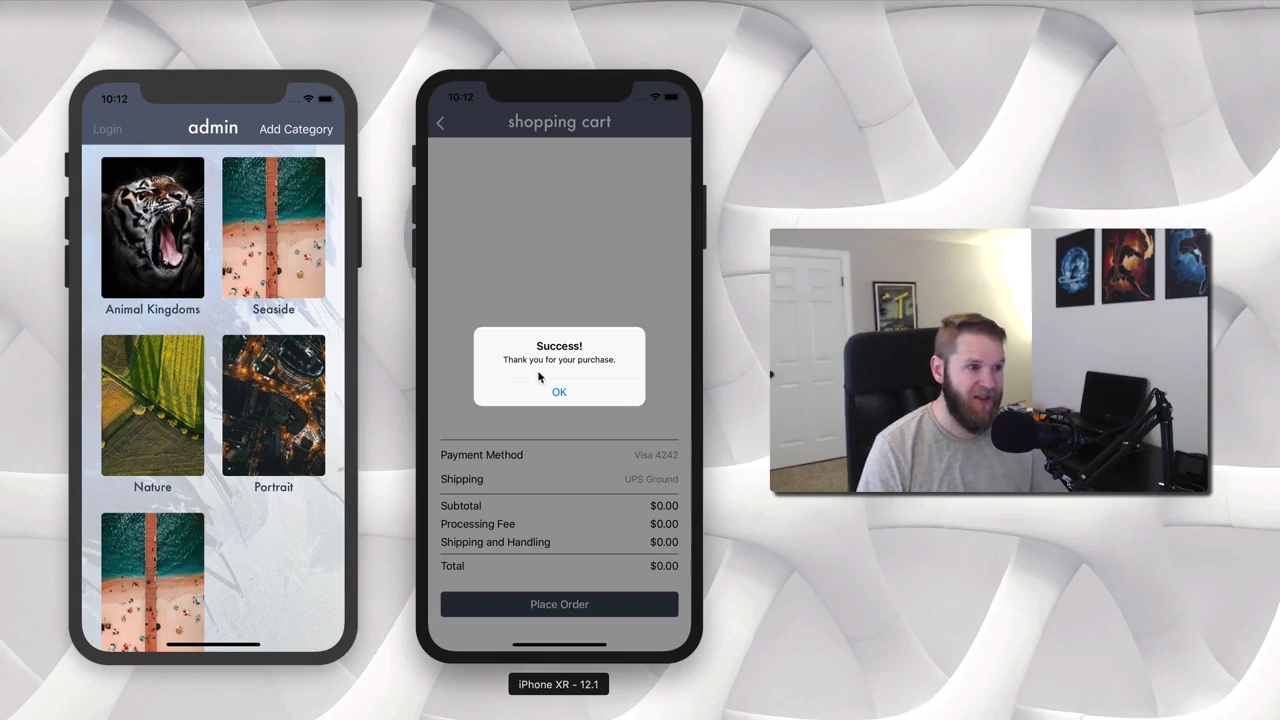 10:12
Login
admin
Add Category
Animal Kingdoms
Seaside
Nature
Portrait
10:12
shopping cart
Success!
Thank you for your purchase.
OK
Payment Method Visa 4242
Shipping UPS Ground
Subtotal $0.00
Processing Fee $0.00
Shipping and Handling $0.00
Total $0.00
Place Order
iPhone XR - 12.1